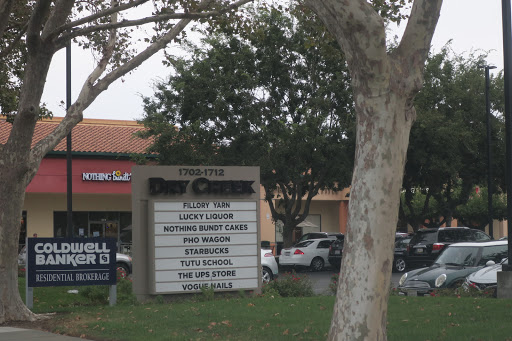 1702-1712
DRY CREEK
FILLORY YARN
LUCKY LIQUOR
NOTHING BUNDT CAKES
PHO WAGON
STARBUCKS
TUTU SCHOOL
THE UPS STORE
VOGUE NAILS
NOTHING bundt
COLDWELL
BANKER
RESIDENTIAL BROKERAGE